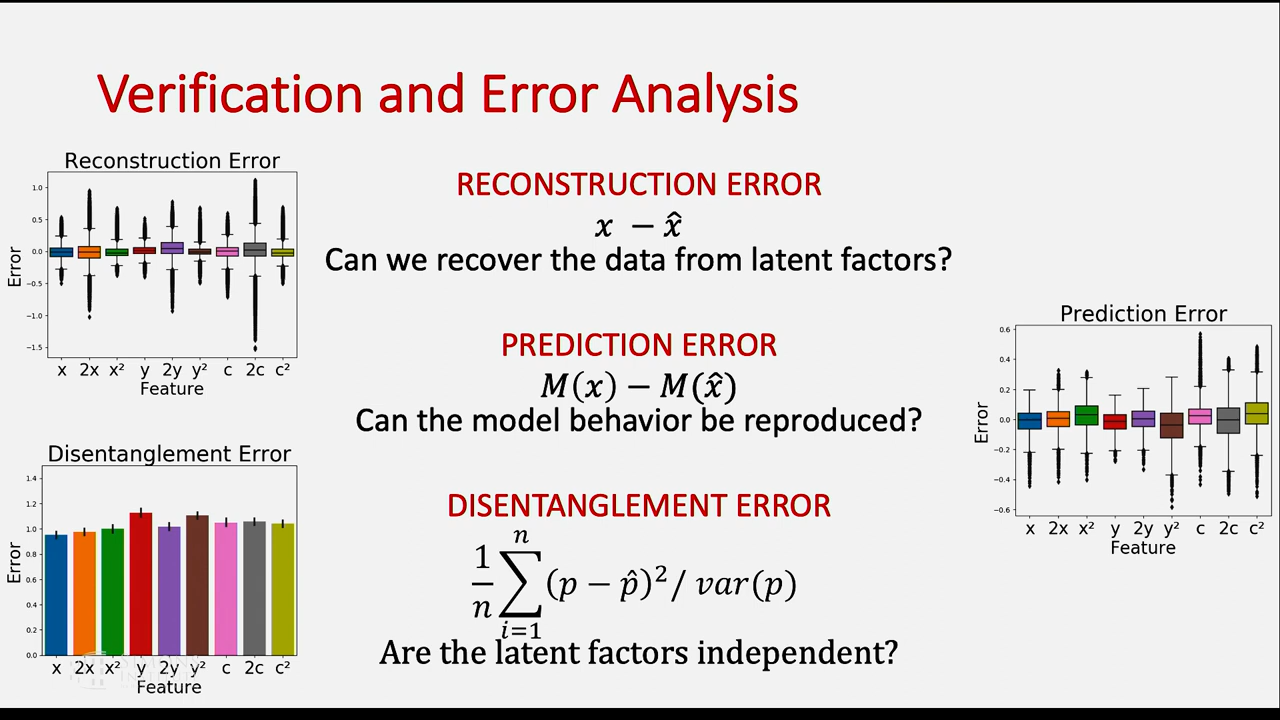 Verification and Error Analysis
Reconstruction Error
1.0
0.5
0.0
−0.5
−1.0
−1.5
Error
x 2x x² y 2y y² c 2c c²
Feature
RECONSTRUCTION ERROR
x − x̂
Can we recover the data from latent factors?
PREDICTION ERROR
M(x) − M(x̂)
Can the model behavior be reproduced?
Prediction Error
0.6
0.4
0.2
0.0
−0.2
−0.4
−0.6
Error
x 2x x² y 2y y² c 2c c²
Feature
Disentanglement Error
1.4
1.2
1.0
0.8
0.6
0.4
0.2
0.0
Error
x 2x x² y 2y y² c 2c c²
Feature
DISENTANGLEMENT ERROR
1/n ∑ⁿᵢ₌₁ (p − p̂)² / var(p)
Are the latent factors independent?